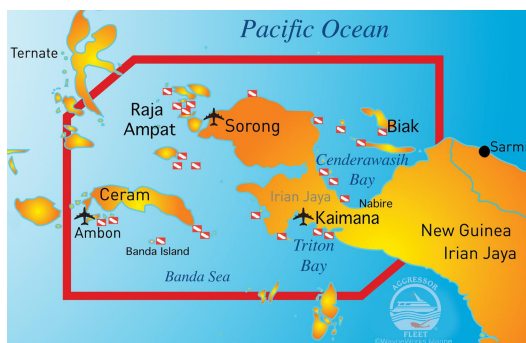 Pacific Ocean
Ternate
Raja
Ampat
Sorong
Biak
Sarmi
Cenderawasih
Bay
Ceram
Irian Jaya
Nabire
Kaimana
Ambon
New Guinea
Irian Jaya
Banda Island
Triton
Bay
Banda Sea
AGGRESSOR
FLEET